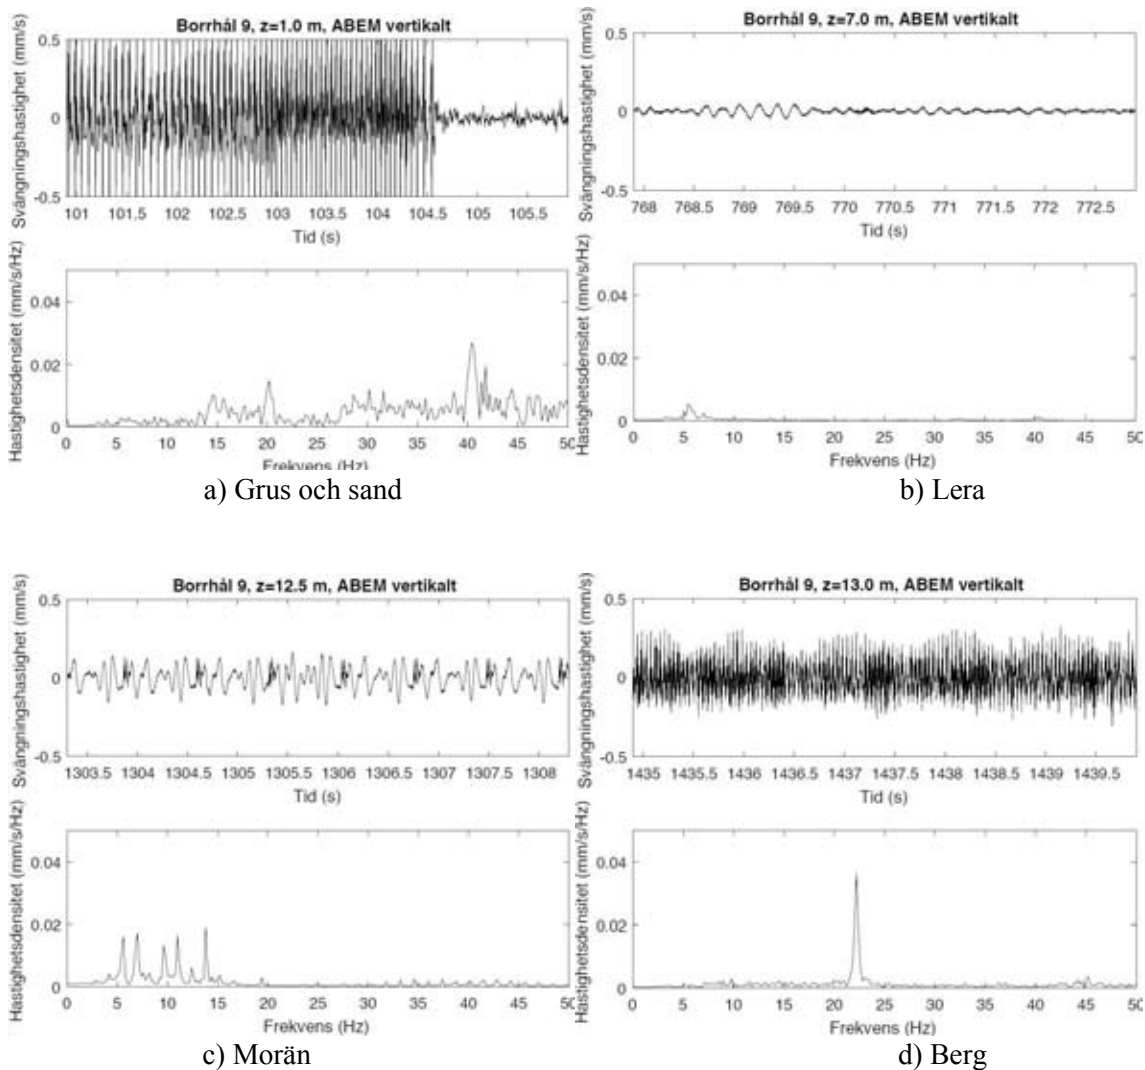 Borrhål 9, z=1.0 m, ABEM vertikalt
Svängningshastighet (mm/s)
0.5
0
-0.5
101 101.5 102 102.5 103 103.5 104 104.5 105 105.5
Tid (s)
Hastighetsdensitet (mm/s/Hz)
0.04
0.02
0
0 5 10 15 20 25 30 35 40 45 50
Frekvens (Hz)
a) Grus och sand
Borrhål 9, z=7.0 m, ABEM vertikalt
Svängningshastighet (mm/s)
0.5
0
-0.5
768 768.5 769 769.5 770 770.5 771 771.5 772 772.5
Tid (s)
Hastighetsdensitet (mm/s/Hz)
0.04
0.02
0
0 5 10 15 20 25 30 35 40 45 50
Frekvens (Hz)
b) Lera
Borrhål 9, z=12.5 m, ABEM vertikalt
Svängningshastighet (mm/s)
0.5
0
-0.5
1303.5 1304 1304.5 1305 1305.5 1306 1306.5 1307 1307.5 1308
Tid (s)
Hastighetsdensitet (mm/s/Hz)
0.04
0.02
0
0 5 10 15 20 25 30 35 40 45 50
Frekvens (Hz)
c) Morän
Borrhål 9, z=13.0 m, ABEM vertikalt
Svängningshastighet (mm/s)
0.5
0
-0.5
1435 1435.5 1436 1436.5 1437 1437.5 1438 1438.5 1439 1439.5
Tid (s)
Hastighetsdensitet (mm/s/Hz)
0.04
0.02
0
0 5 10 15 20 25 30 35 40 45 50
Frekvens (Hz)
d) Berg